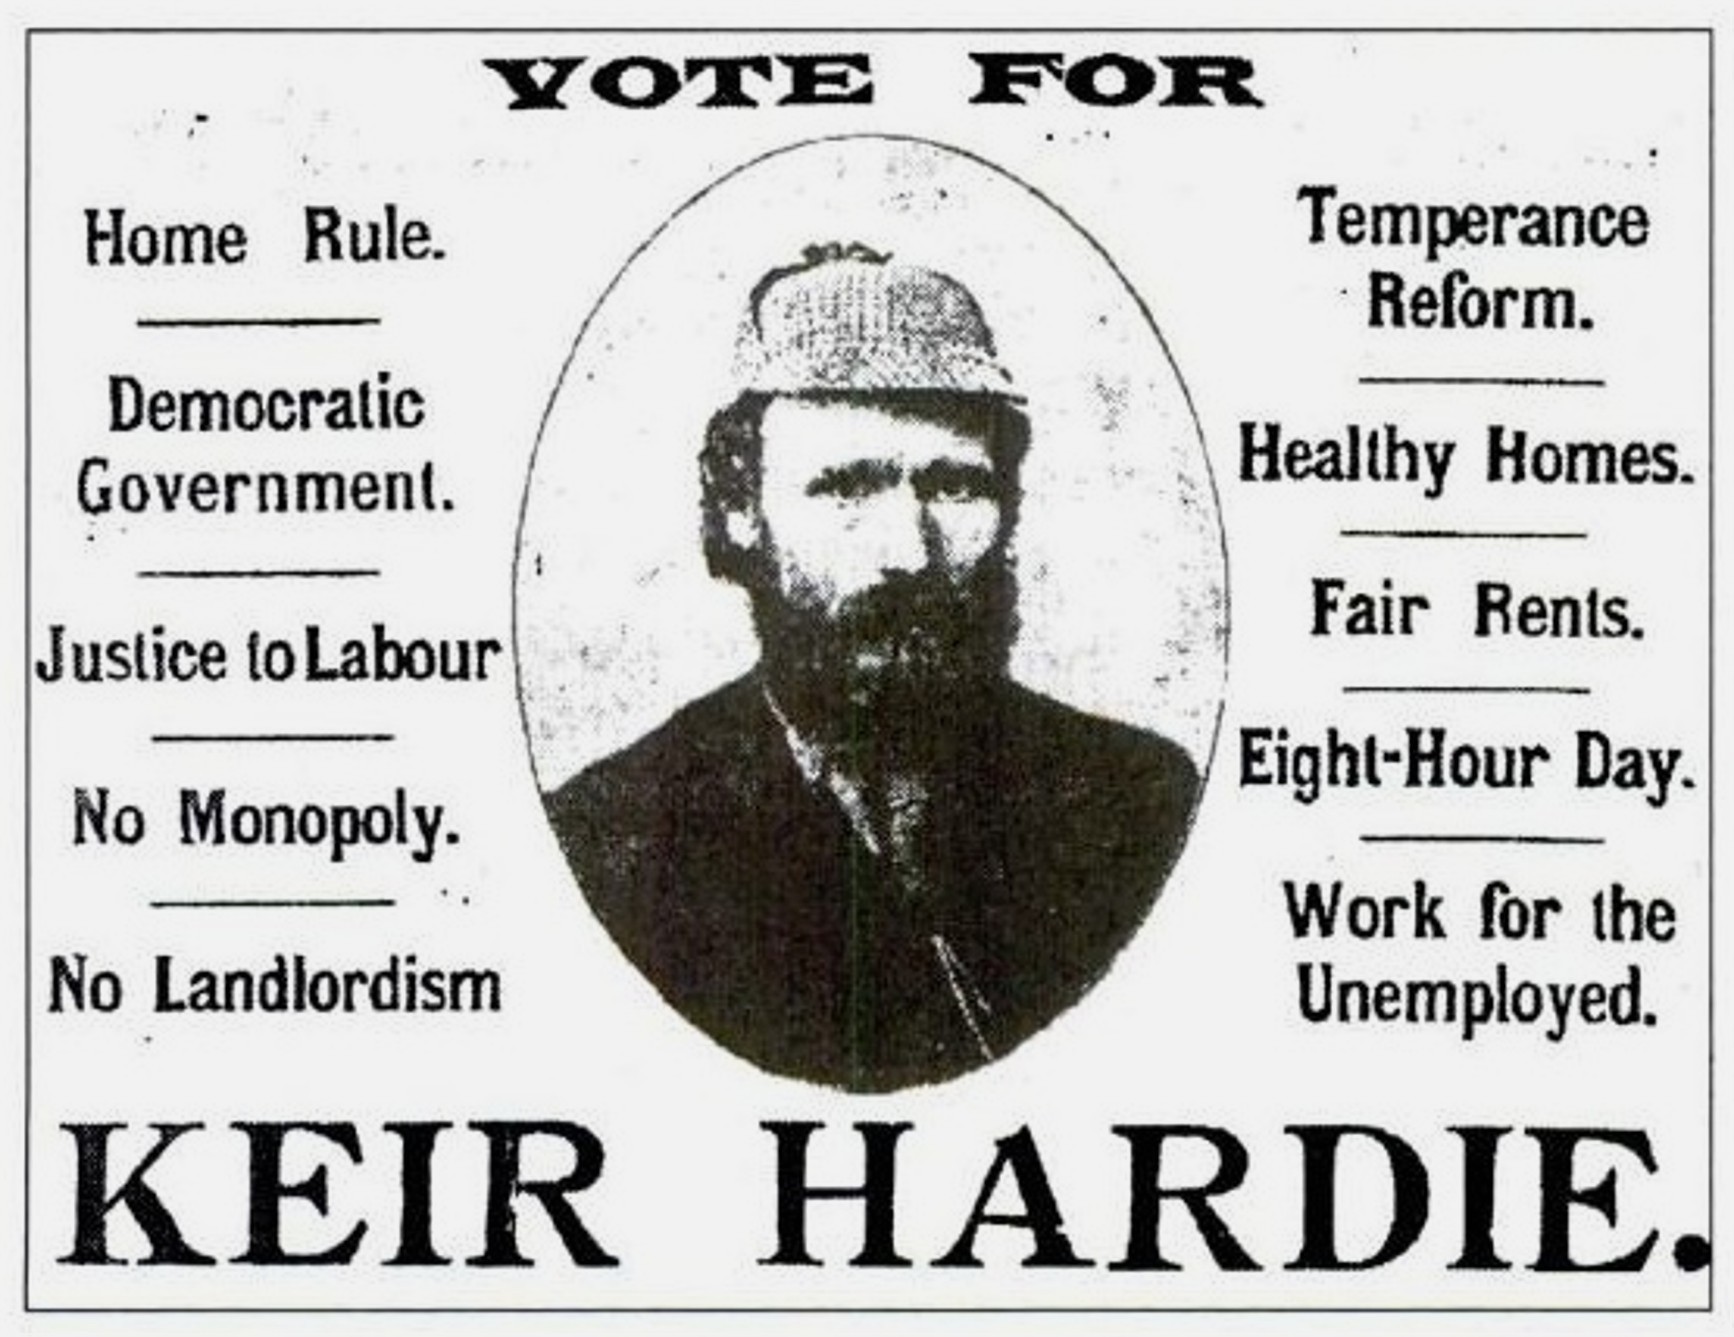 VOTE FOR
Home Rule.
Democratic
Government.
Justice to Labour
No Monopoly.
No Landlordism
Temperance
Reform.
Healthy Homes.
Fair Rents.
Eight-Hour Day.
Work for the
Unemployed.
KEIR HARDIE.